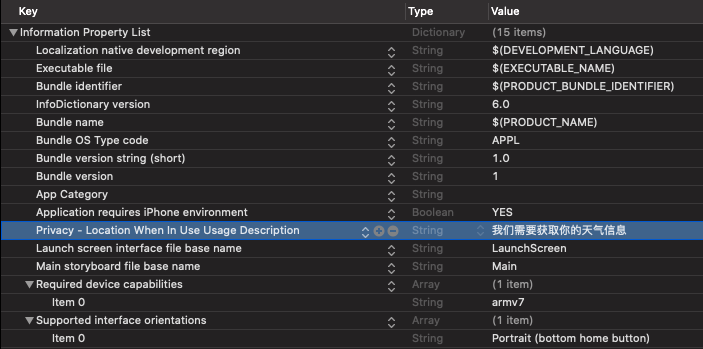 Key Type Value
Information Property List Dictionary (15 items)
Localization native development region String $(DEVELOPMENT_LANGUAGE)
Executable file String $(EXECUTABLE_NAME)
Bundle identifier String $(PRODUCT_BUNDLE_IDENTIFIER)
InfoDictionary version String 6.0
Bundle name String $(PRODUCT_NAME)
Bundle OS Type code String APPL
Bundle version string (short) String 1.0
Bundle version String 1
App Category String
Application requires iPhone environment Boolean YES
Privacy - Location When In Use Usage Description String 我们需要获取你的天气信息
Launch screen interface file base name String LaunchScreen
Main storyboard file base name String Main
Required device capabilities Array (1 item)
Item 0 String armv7
Supported interface orientations Array (1 item)
Item 0 String Portrait (bottom home button)